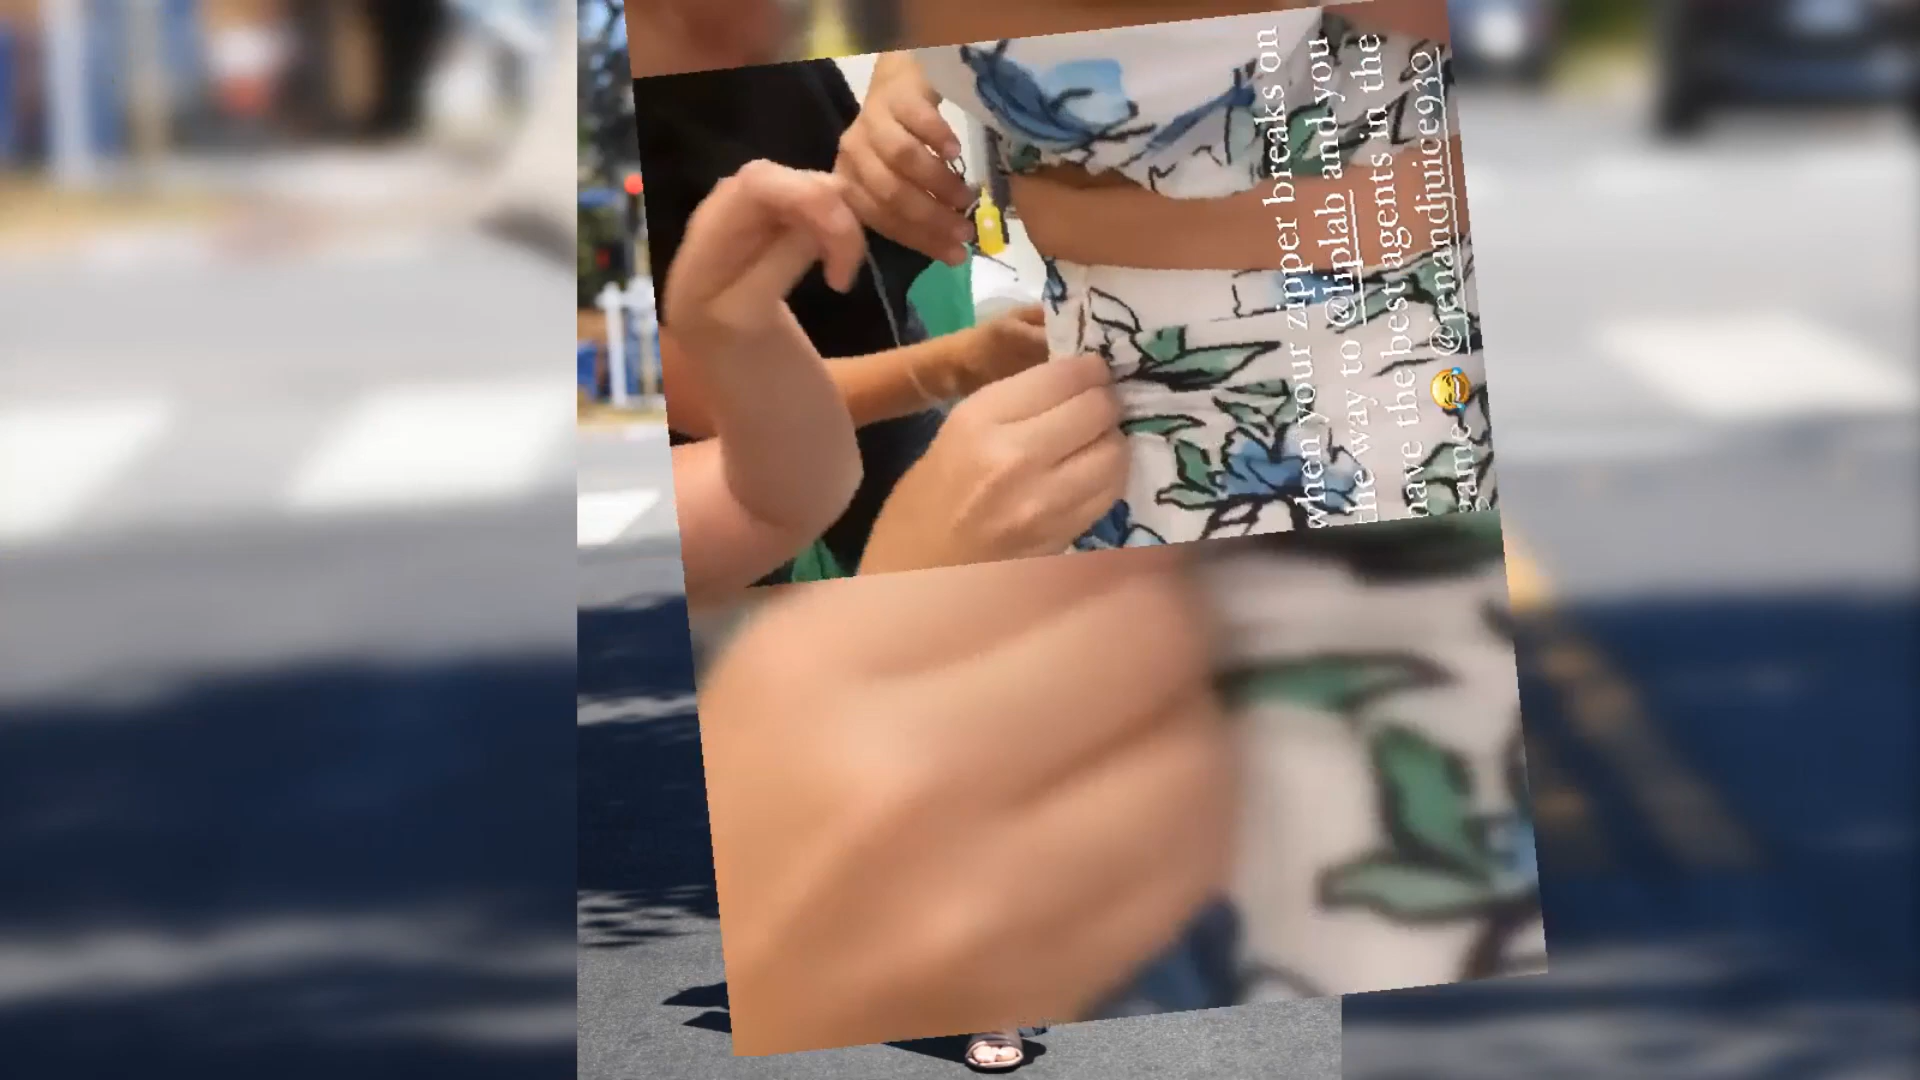 when your zipper breaks on
the way to @liplab and you
have the best agents in the
game 😂 @jenandjuice930